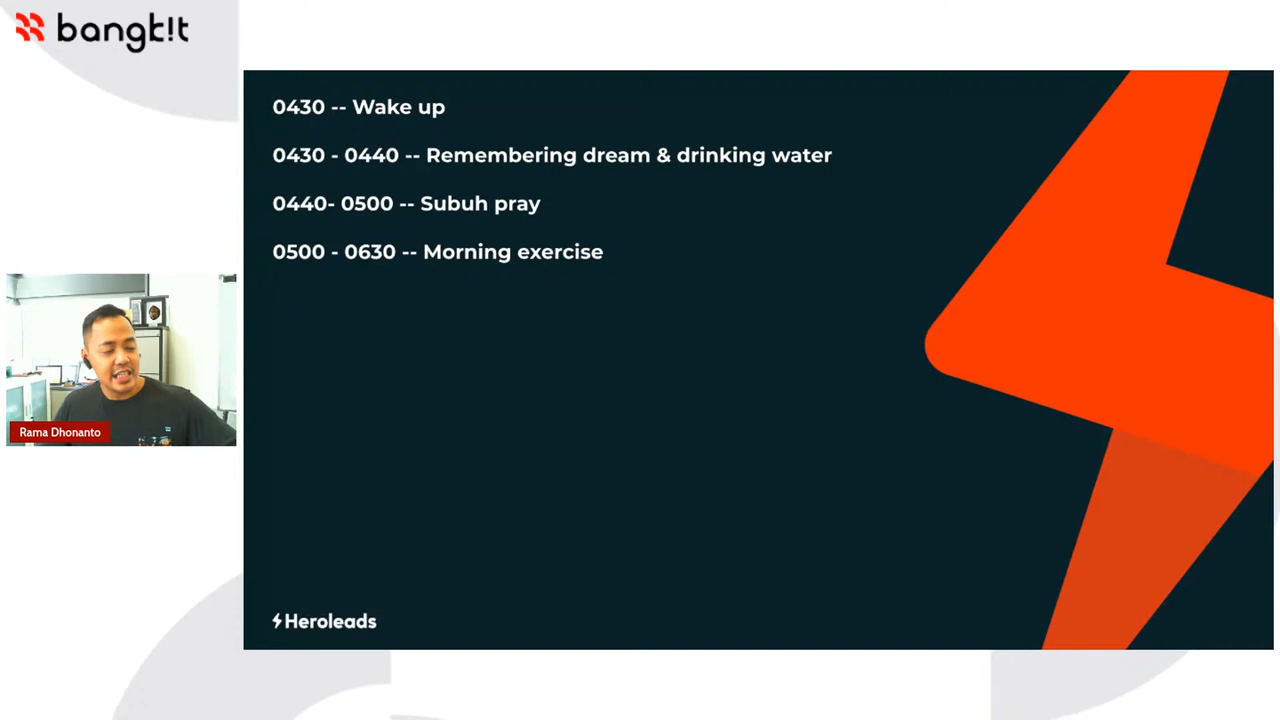 bangk!t
0430 -- Wake up
0430 - 0440 -- Remembering dream & drinking water
0440- 0500 -- Subuh pray
0500 - 0630 -- Morning exercise
Rama Dhonanto
Heroleads